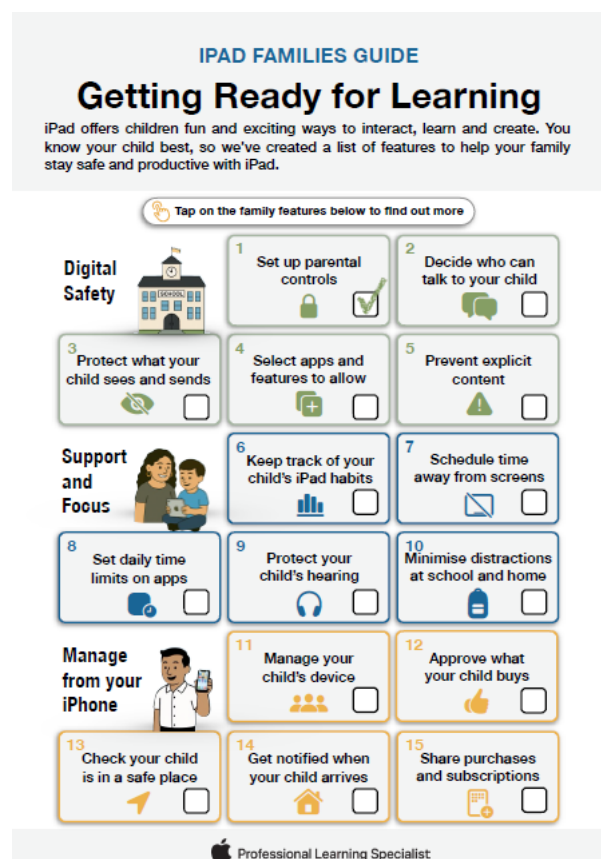 IPAD FAMILIES GUIDE
Getting Ready for Learning
iPad offers children fun and exciting ways to interact, learn and create. You
know your child best, so we've created a list of features to help your family
stay safe and productive with iPad.
Tap on the family features below to find out more
Digital
Safety
SCHOOL
1
Set up parental
controls
2
Decide who can
talk to your child
3
Protect what your
child sees and sends
4
Select apps and
features to allow
5
Prevent explicit
content
Support
and
Focus
6
Keep track of your
child's iPad habits
7
Schedule time
away from screens
8
Set daily time
limits on apps
9
Protect your
child's hearing
10
Minimise distractions
at school and home
Manage
from your
iPhone
11
Manage your
child's device
12
Approve what
your child buys
13
Check your child
is in a safe place
14
Get notified when
your child arrives
15
Share purchases
and subscriptions
Professional Learning Specialist